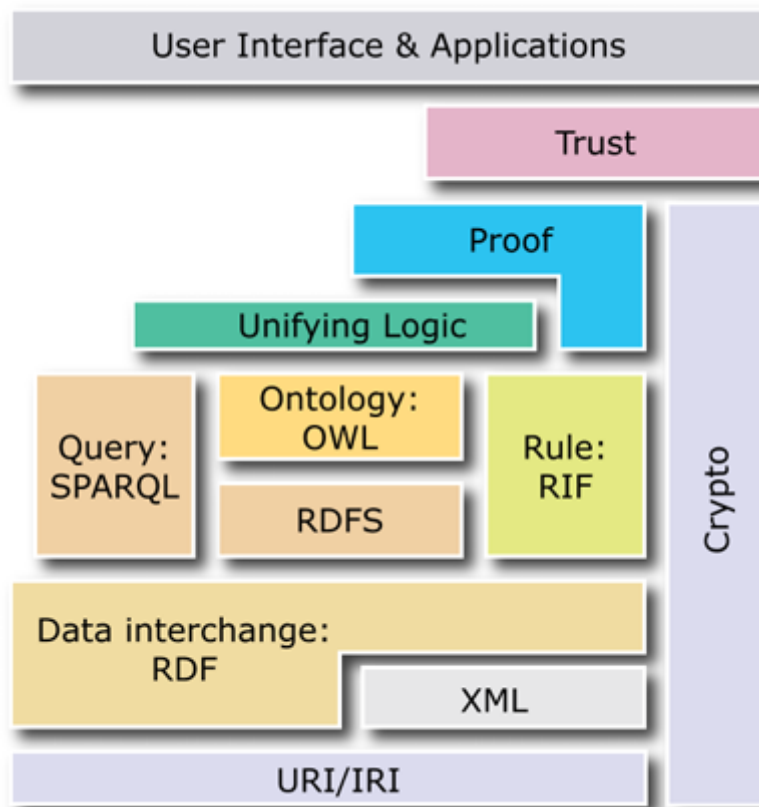 User Interface & Applications
Trust
Proof
Unifying Logic
Query:
SPARQL
Ontology:
OWL
RDFS
Rule:
RIF
Crypto
Data interchange:
RDF
XML
URI/IRI